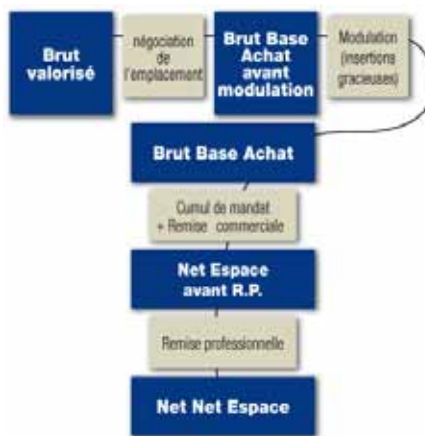 Brut
valorisé
négociation
de
l'emplacement
Brut Base
Achat
avant
modulation
Modulation
(insertions
gracieuses)
Brut Base Achat
Cumul de mandat
+ Remise commerciale
Net Espace
avant R.P.
Remise professionnelle
Net Net Espace